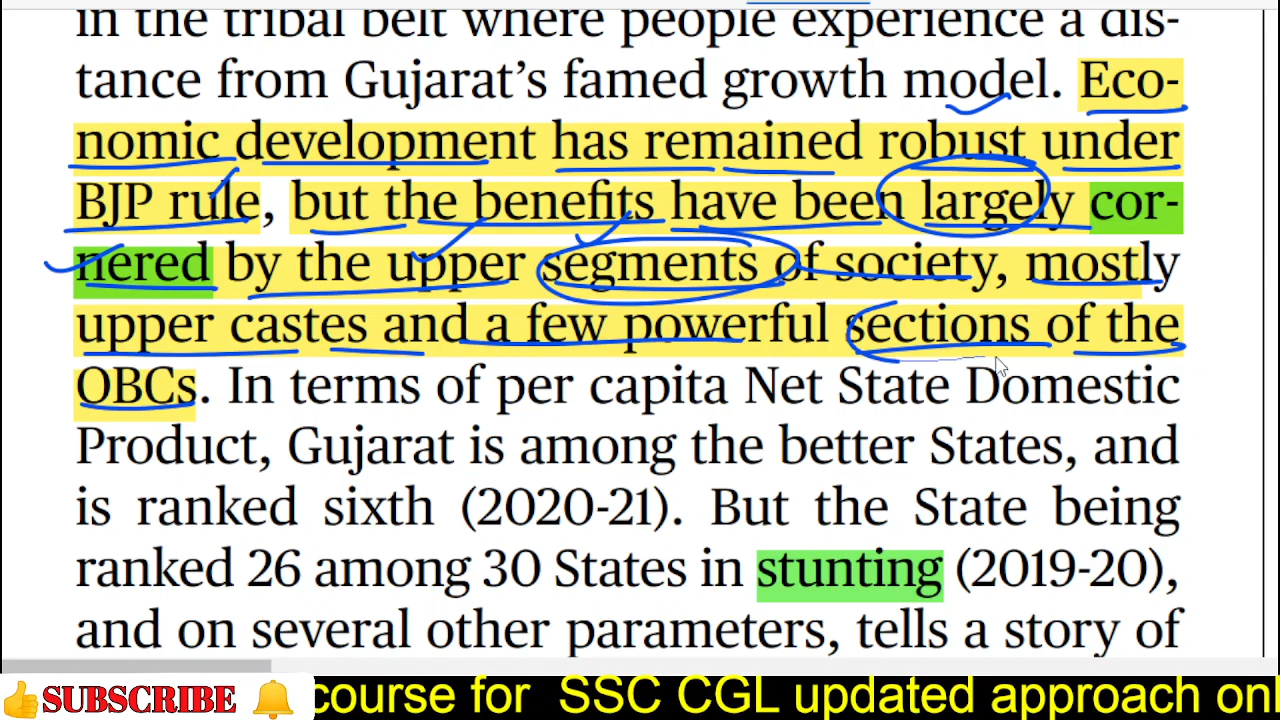 in the tribal belt where people experience a dis-
tance from Gujarat’s famed growth model. Eco-
nomic development has remained robust under
BJP rule, but the benefits have been largely cor-
nered by the upper segments of society, mostly
upper castes and a few powerful sections of the
OBCs. In terms of per capita Net State Domestic
Product, Gujarat is among the better States, and
is ranked sixth (2020-21). But the State being
ranked 26 among 30 States in stunting (2019-20),
and on several other parameters, tells a story of
SUBSCRIBE course for SSC CGL updated approach onl